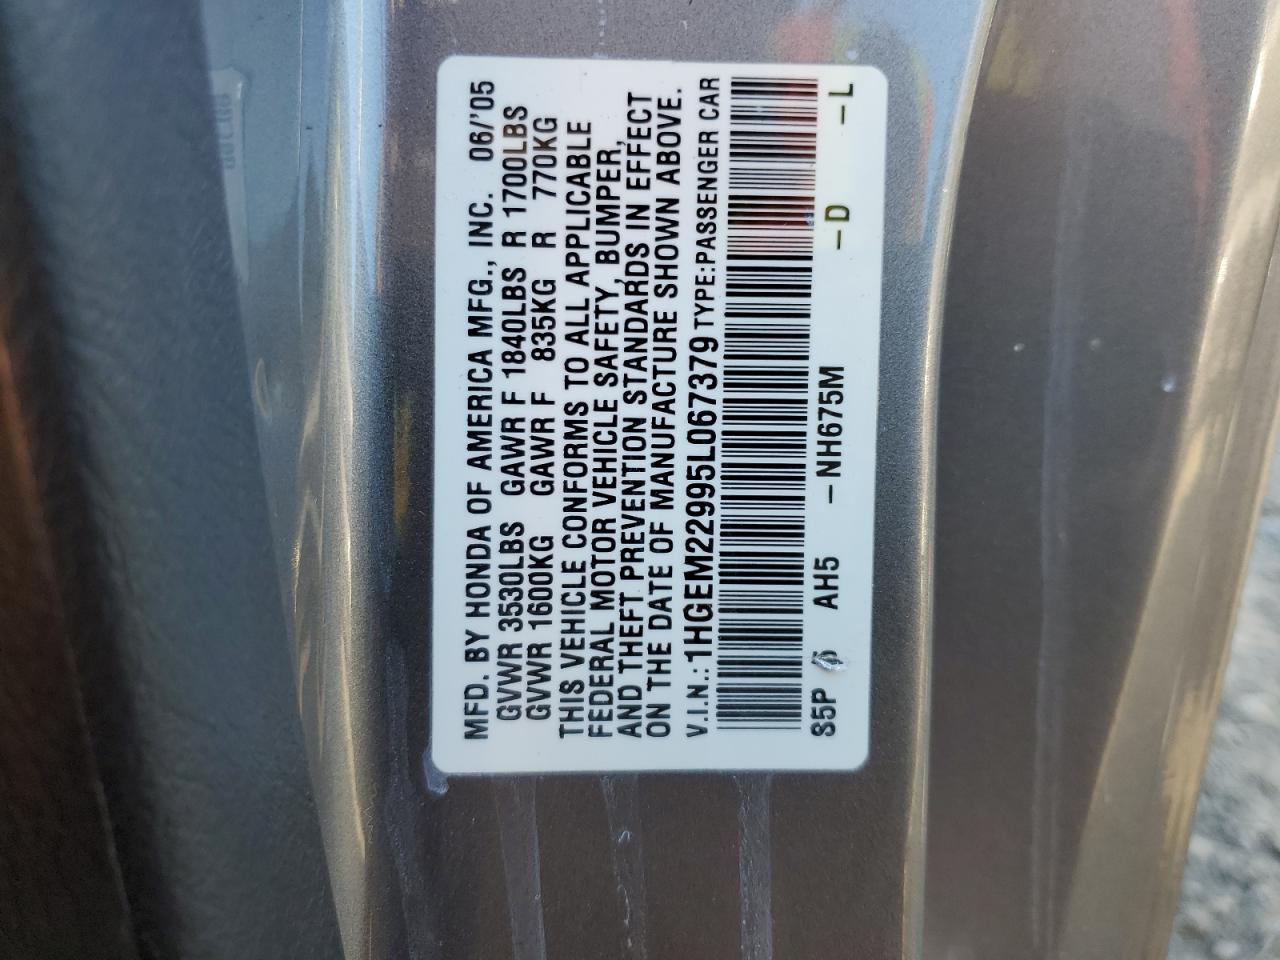 MFD. BY HONDA OF AMERICA MFG., INC. 06/'05
GVWR 3530LBS GAWR F 1840LBS R 1700LBS
GVWR 1600KG GAWR F 835KG R 770KG
THIS VEHICLE CONFORMS TO ALL APPLICABLE
FEDERAL MOTOR VEHICLE SAFETY, BUMPER,
AND THEFT PREVENTION STANDARDS IN EFFECT
ON THE DATE OF MANUFACTURE SHOWN ABOVE.
V.I.N.: 1HGEM22995L067379 TYPE:PASSENGER CAR
S5P AH5 –NH675M –D –L